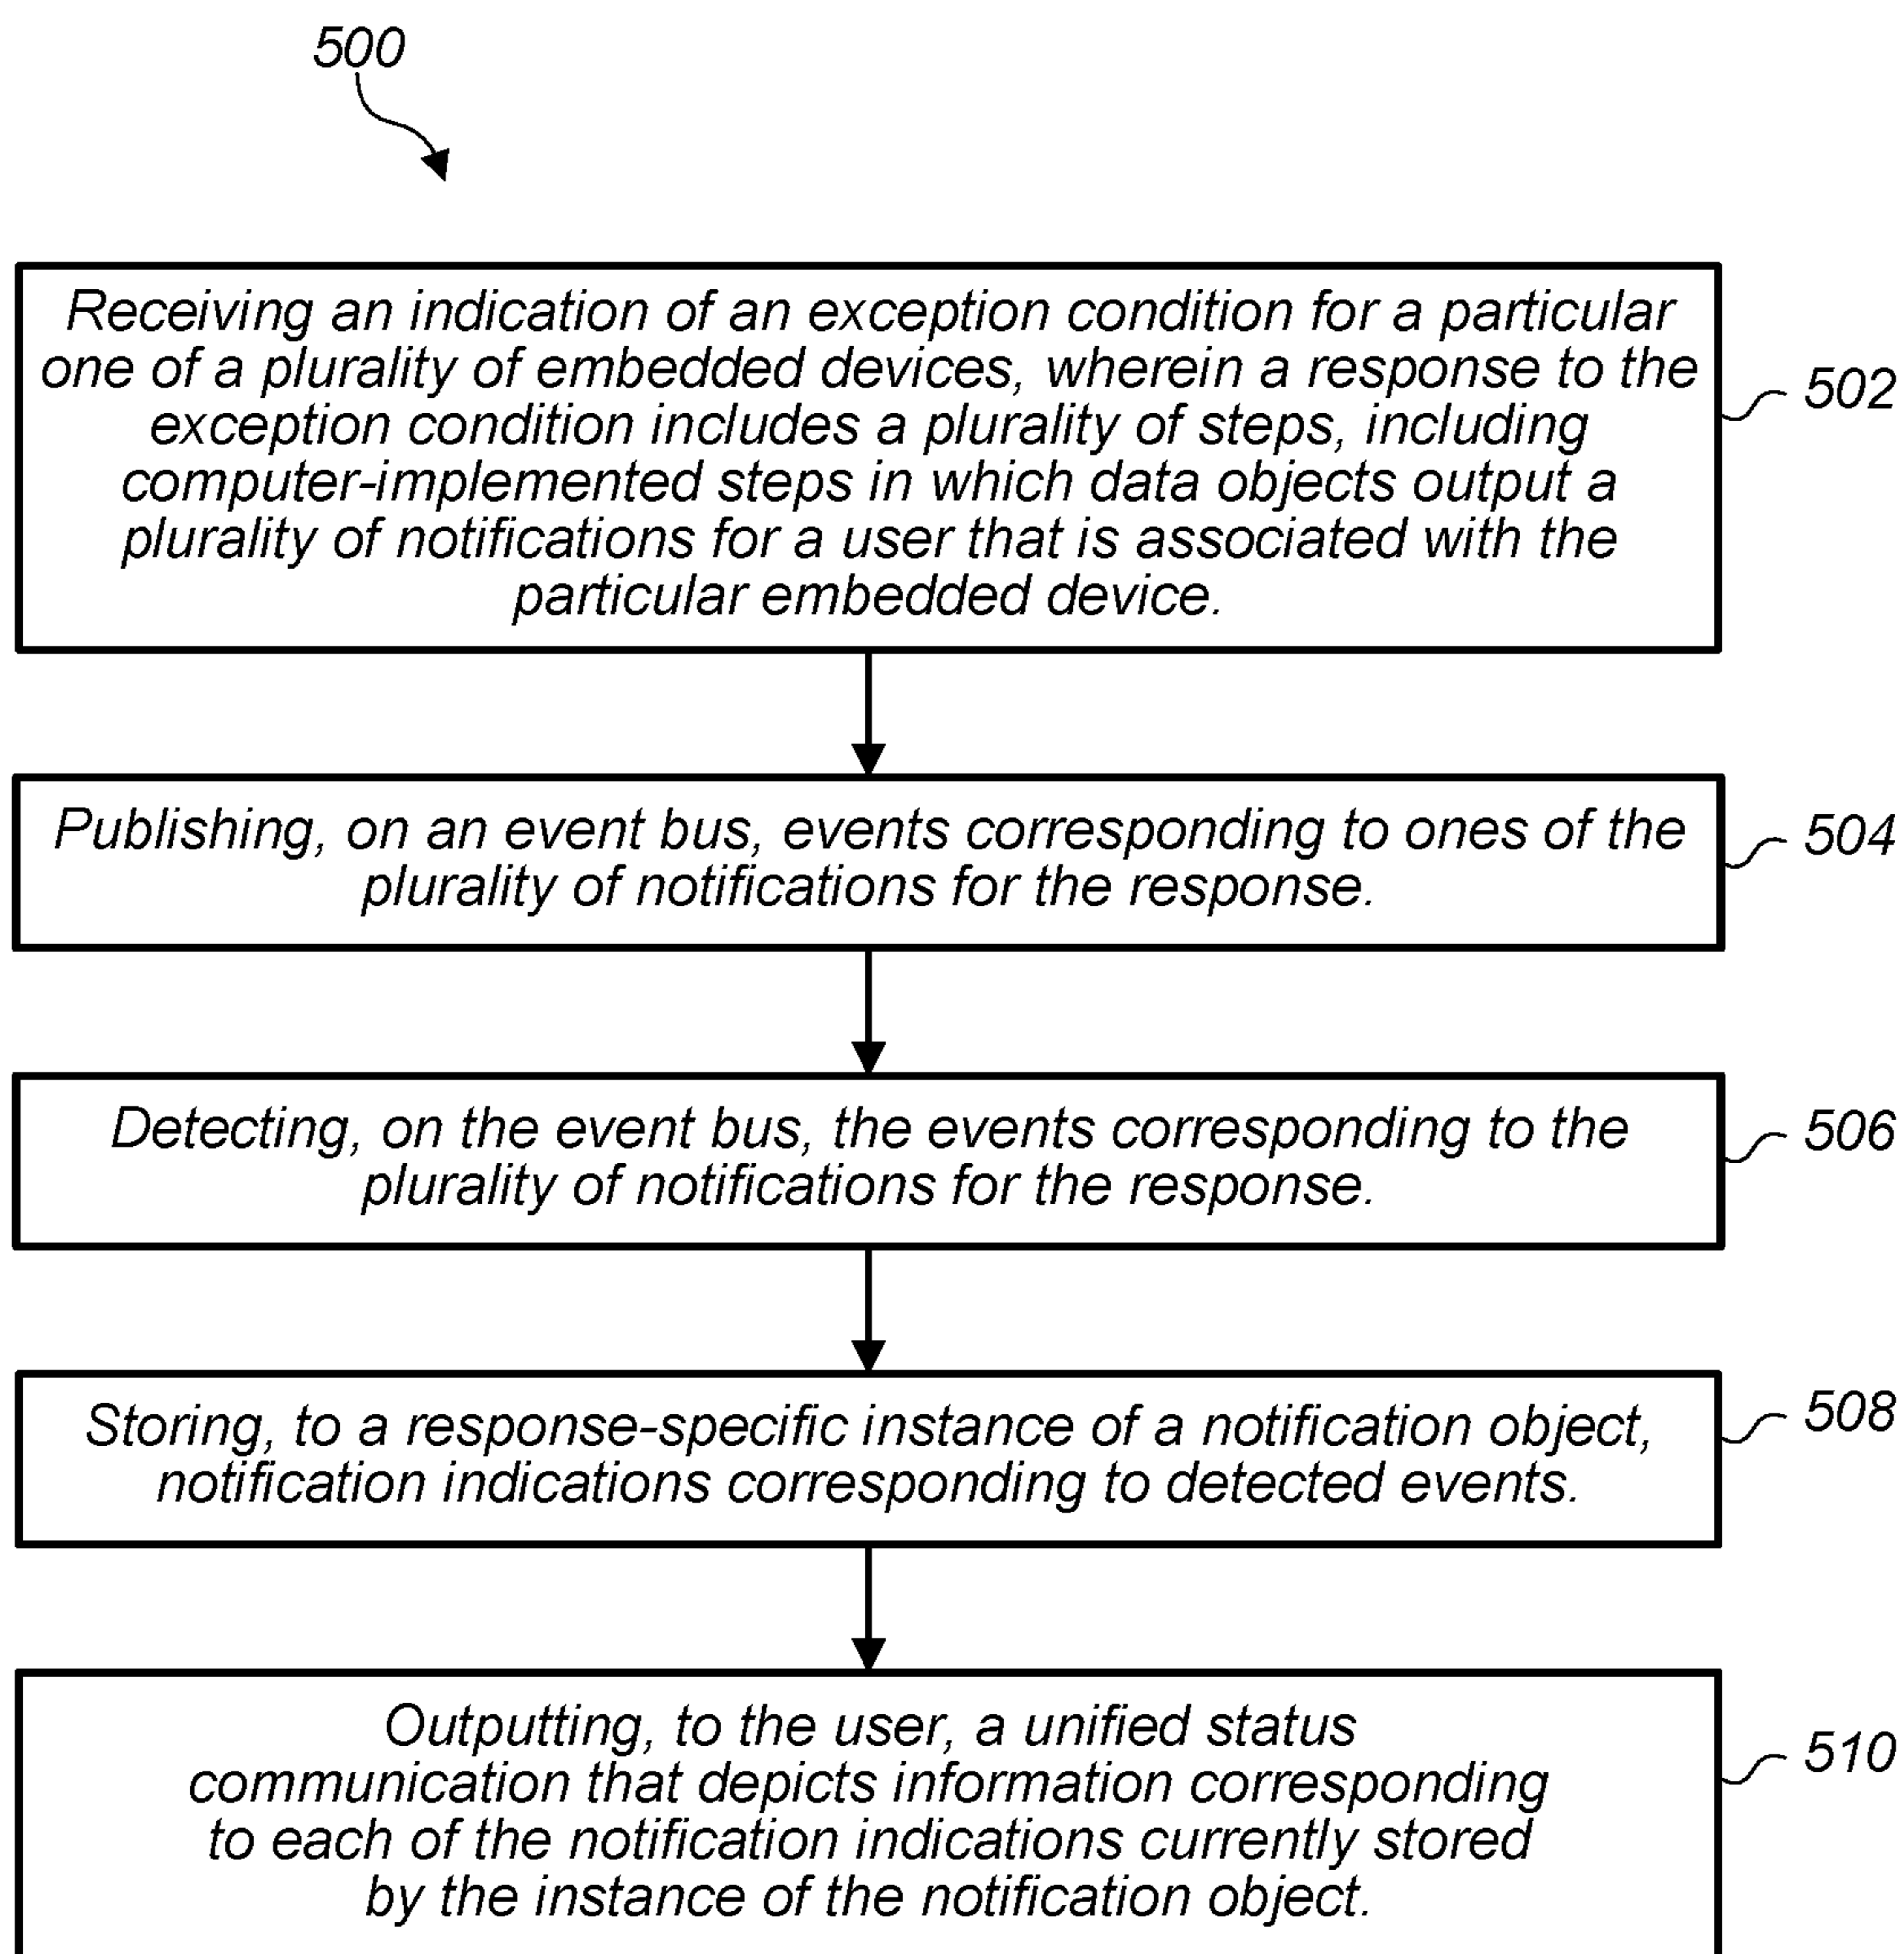 500
Receiving an indication of an exception condition for a particular
one of a plurality of embedded devices, wherein a response to the
exception condition includes a plurality of steps, including
computer-implemented steps in which data objects output a
plurality of notifications for a user that is associated with the
particular embedded device.
502
Publishing, on an event bus, events corresponding to ones of the
plurality of notifications for the response.
504
Detecting, on the event bus, the events corresponding to the
plurality of notifications for the response.
506
Storing, to a response-specific instance of a notification object,
notification indications corresponding to detected events.
508
Outputting, to the user, a unified status
communication that depicts information corresponding
to each of the notification indications currently stored
by the instance of the notification object.
510